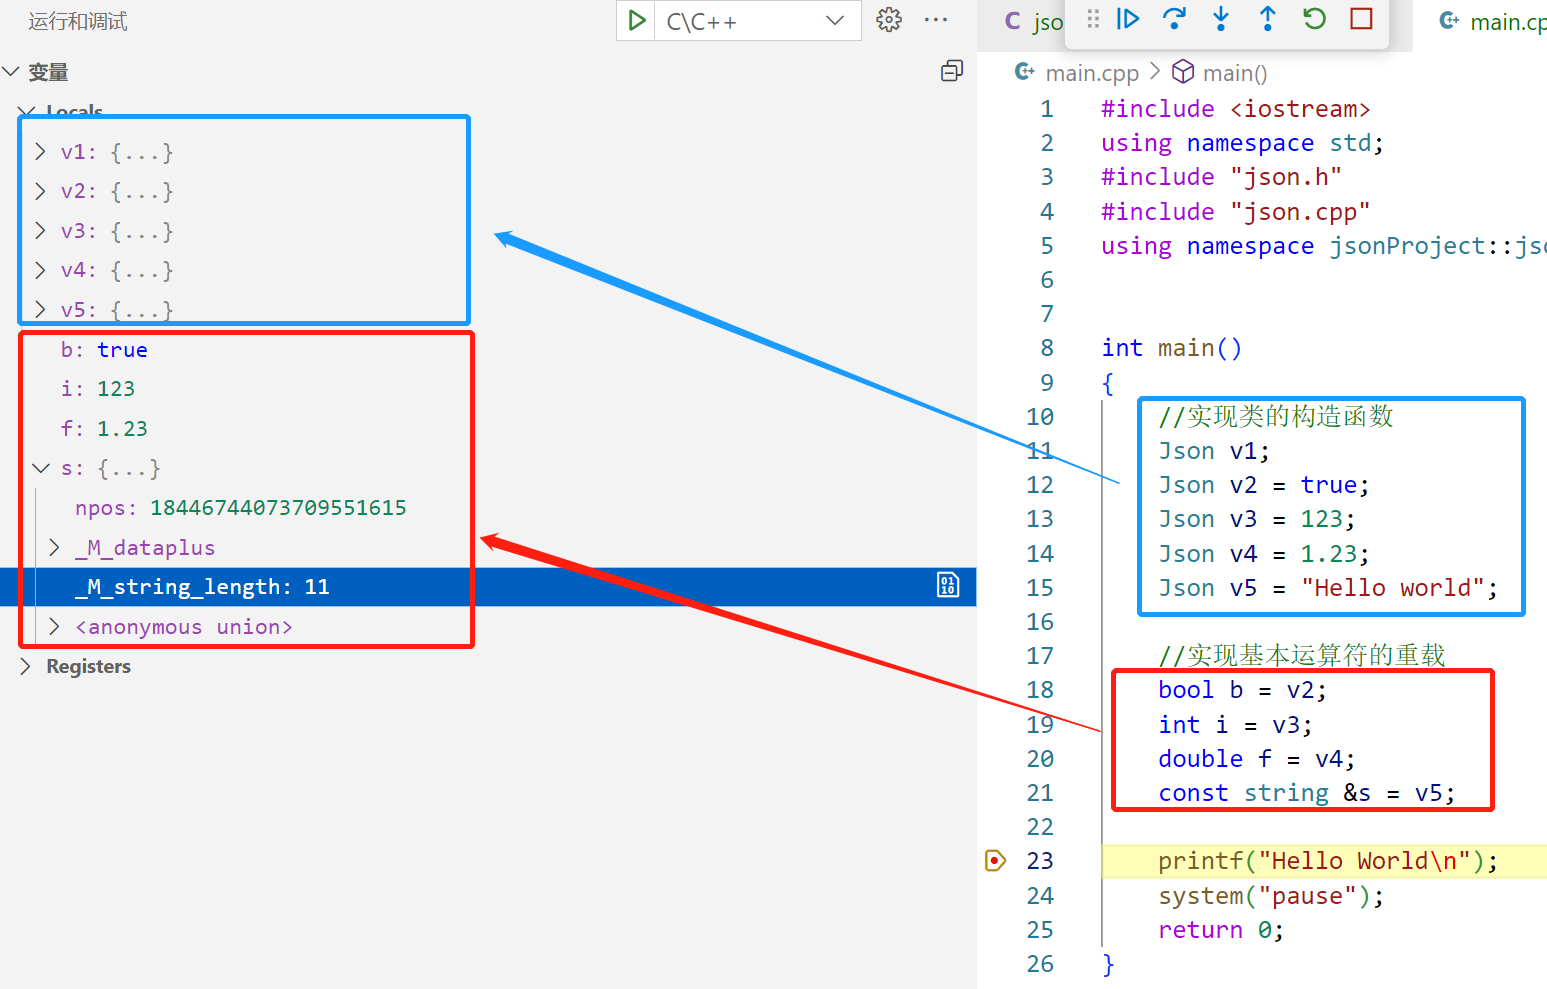 运行和调试
C\C++
变量
Locals
v1: {...}
v2: {...}
v3: {...}
v4: {...}
v5: {...}
b: true
i: 123
f: 1.23
s: {...}
npos: 18446744073709551615
_M_dataplus
_M_string_length: 11
<anonymous union>
Registers
C jso
main.cp
main.cpp > main()
1 #include <iostream>
2 using namespace std;
3 #include "json.h"
4 #include "json.cpp"
5 using namespace jsonProject::jso
6
7
8 int main()
9 {
10 //实现类的构造函数
11 Json v1;
12 Json v2 = true;
13 Json v3 = 123;
14 Json v4 = 1.23;
15 Json v5 = "Hello world";
16
17 //实现基本运算符的重载
18 bool b = v2;
19 int i = v3;
20 double f = v4;
21 const string &s = v5;
22
23 printf("Hello World\n");
24 system("pause");
25 return 0;
26 }